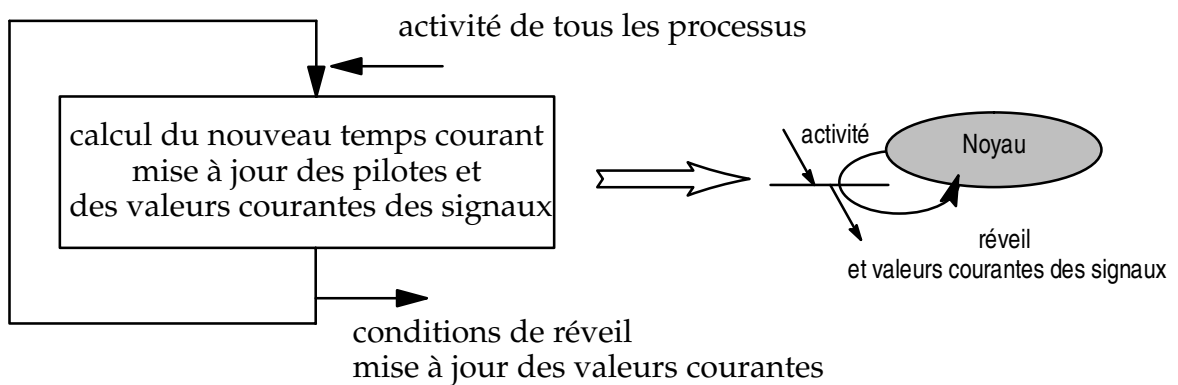 activité de tous les processus
calcul du nouveau temps courant
mise à jour des pilotes et
des valeurs courantes des signaux
conditions de réveil
mise à jour des valeurs courantes
activité
Noyau
réveil
et valeurs courantes des signaux